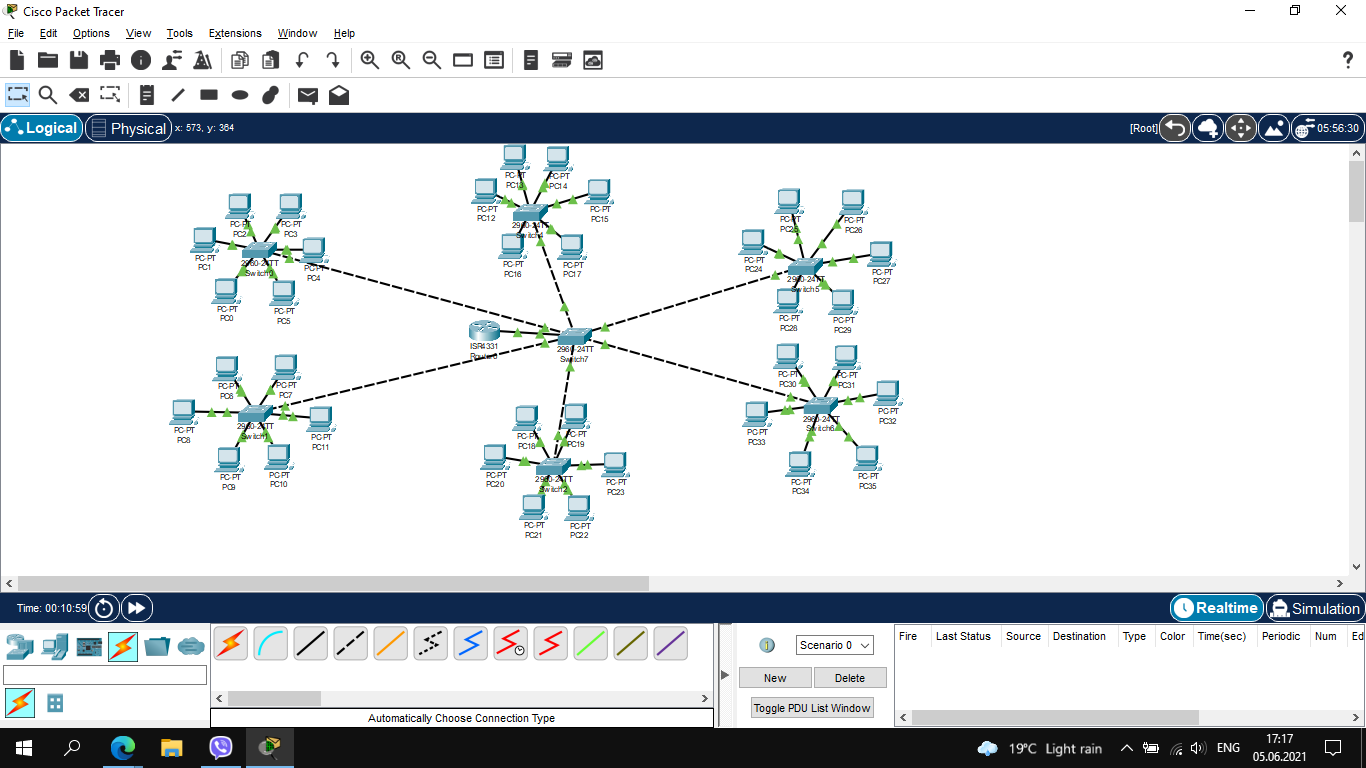 Cisco Packet Tracer
File Edit Options View Tools Extensions Window Help
Logical Physical x: 573, y: 364 [Root] 05:56:30
PC-PT
PC13
PC-PT
PC14
PC-PT
PC12
PC-PT
PC15
2960-24TT
Switch4
PC-PT
PC16
PC-PT
PC17
PC-PT
PC2
PC-PT
PC3
PC-PT
PC1
PC-PT
PC4
2960-24TT
Switch0
PC-PT
PC0
PC-PT
PC5
PC-PT
PC25
PC-PT
PC26
PC-PT
PC24
PC-PT
PC27
2960-24TT
Switch5
PC-PT
PC28
PC-PT
PC29
ISR4331
2960-24TT
Switch7
PC-PT
PC6
PC-PT
PC7
PC-PT
PC8
PC-PT
PC11
2960-24TT
Switch1
PC-PT
PC9
PC-PT
PC10
PC-PT
PC30
PC-PT
PC31
PC-PT
PC32
PC-PT
PC33
2960-24TT
Switch6
PC-PT
PC34
PC-PT
PC35
PC-PT
PC18
PC-PT
PC19
PC-PT
PC20
PC-PT
PC23
2960-24TT
Switch2
PC-PT
PC21
PC-PT
PC22
Time: 00:10:59 Realtime Simulation
Scenario 0
New Delete
Toggle PDU List Window
Fire Last Status Source Destination Type Color Time(sec) Periodic Num Ed
Automatically Choose Connection Type
19°C Light rain ENG 17:17
05.06.2021